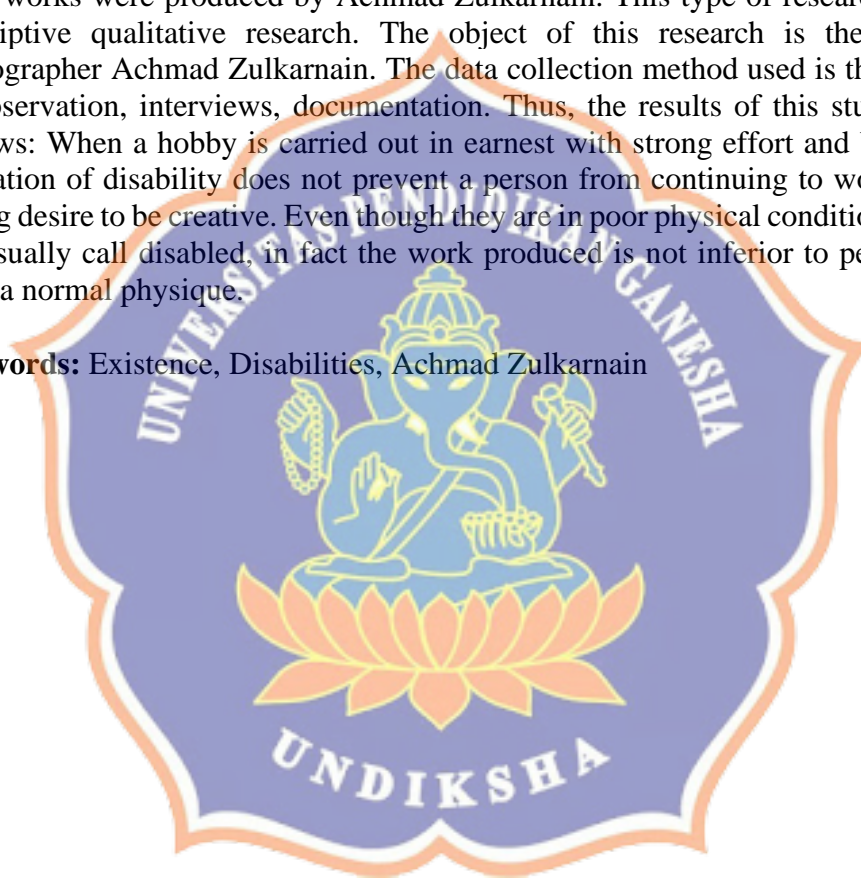 works were produced by Achmad Zulkarnain. This type of research
iptive qualitative research. The object of this research is the
ographer Achmad Zulkarnain. The data collection method used is th
servation, interviews, documentation. Thus, the results of this stu
ws: When a hobby is carried out in earnest with strong effort and
ation of disability does not prevent a person from continuing to wo
g desire to be creative. Even though they are in poor physical conditio
sually call disabled, in fact the work produced is not inferior to pe
a normal physique.
words: Existence, Disabilities, Achmad Zulkarnain
UNIVERSITAS PENDIDIKAN GANESHA
UNDIKSHA